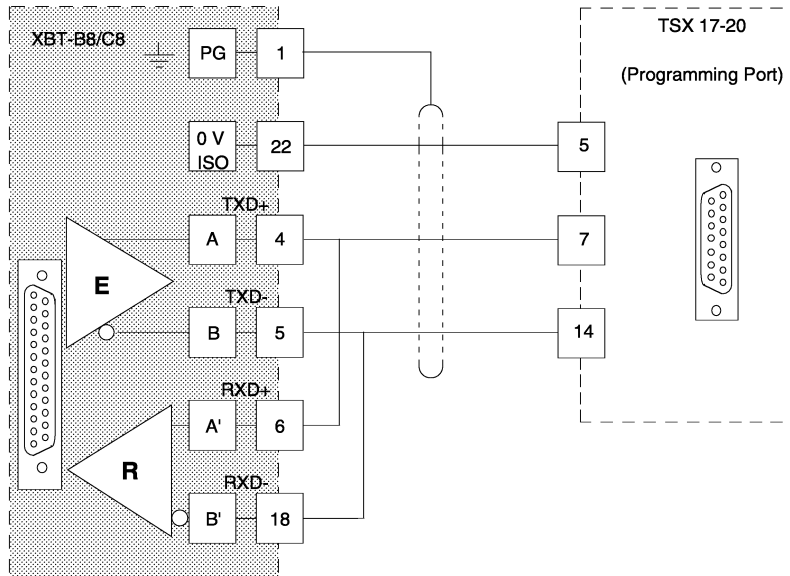 XBT-B8/C8
PG 1
0 V
ISO
22
TXD+
A 4
E
TXD-
B 5
RXD+
A' 6
R
RXD-
B' 18
TSX 17-20
(Programming Port)
5
7
14